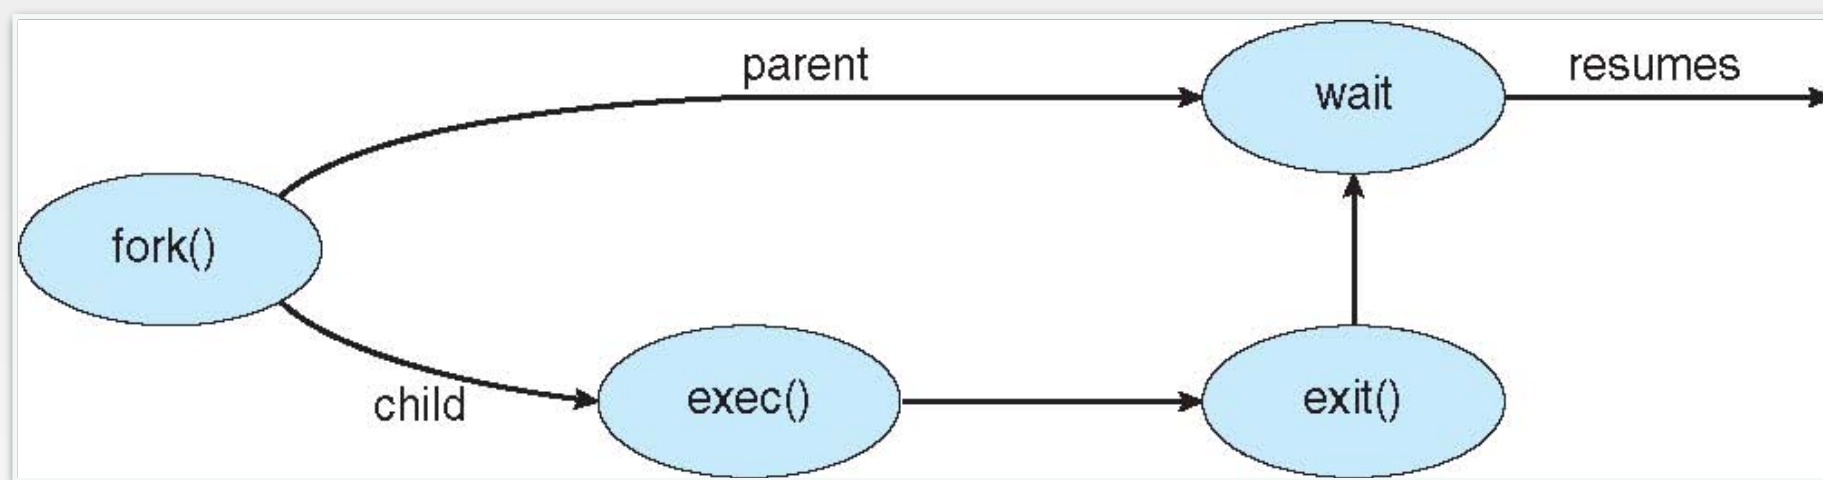 parent
wait
resumes
fork()
child
exec()
exit()